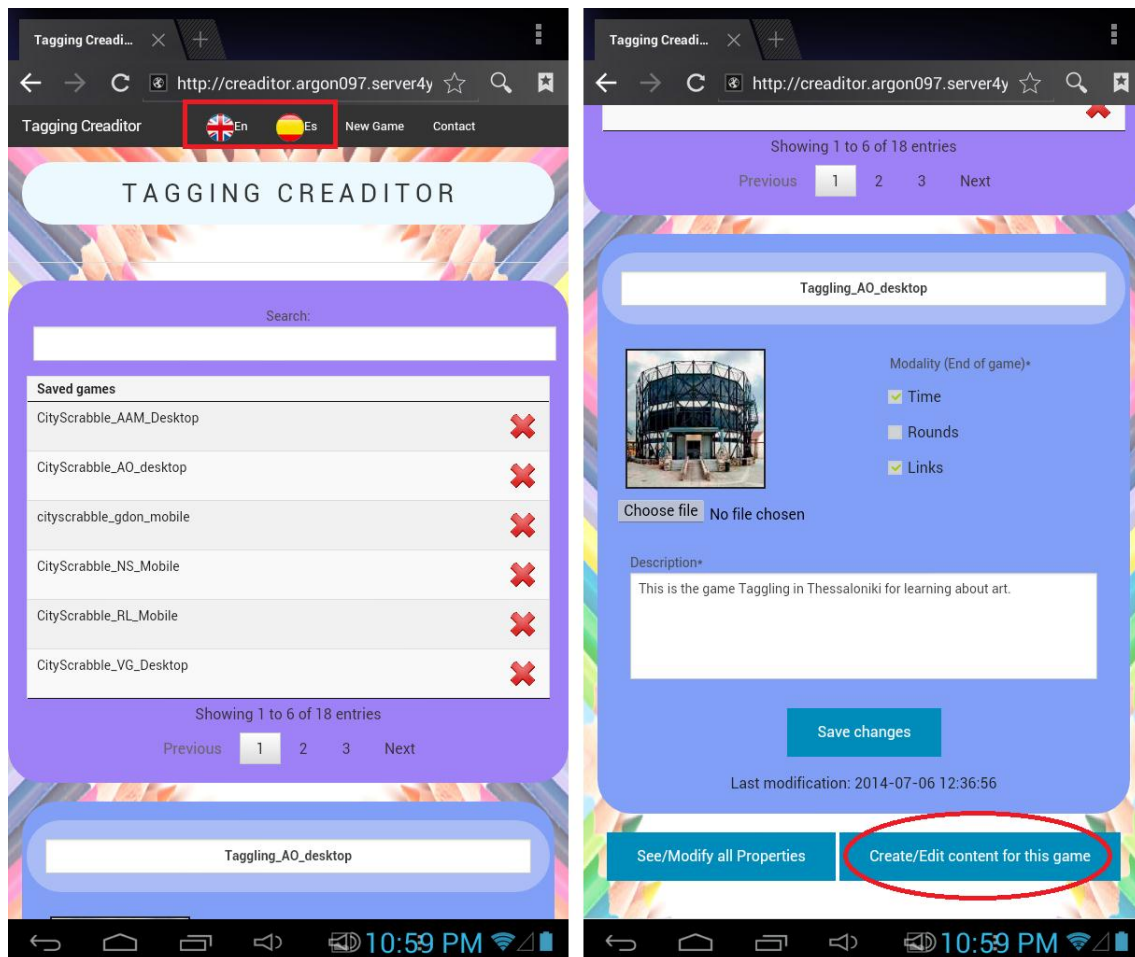 Tagging Creadi...
http://creaditor.argon097.server4y
Tagging Creaditor En Es New Game Contact
TAGGING CREADITOR
Search:
Saved games
CityScrabble_AAM_Desktop
CityScrabble_AO_desktop
cityscrabble_gdon_mobile
CityScrabble_NS_Mobile
CityScrabble_RL_Mobile
CityScrabble_VG_Desktop
Showing 1 to 6 of 18 entries
Previous 1 2 3 Next
Taggling_AO_desktop
10:59 PM
Tagging Creadi...
http://creaditor.argon097.server4y
Showing 1 to 6 of 18 entries
Previous 1 2 3 Next
Taggling_AO_desktop
Modality (End of game)*
Time
Rounds
Links
Choose file No file chosen
Description*
This is the game Taggling in Thessaloniki for learning about art.
Save changes
Last modification: 2014-07-06 12:36:56
See/Modify all Properties Create/Edit content for this game
10:59 PM